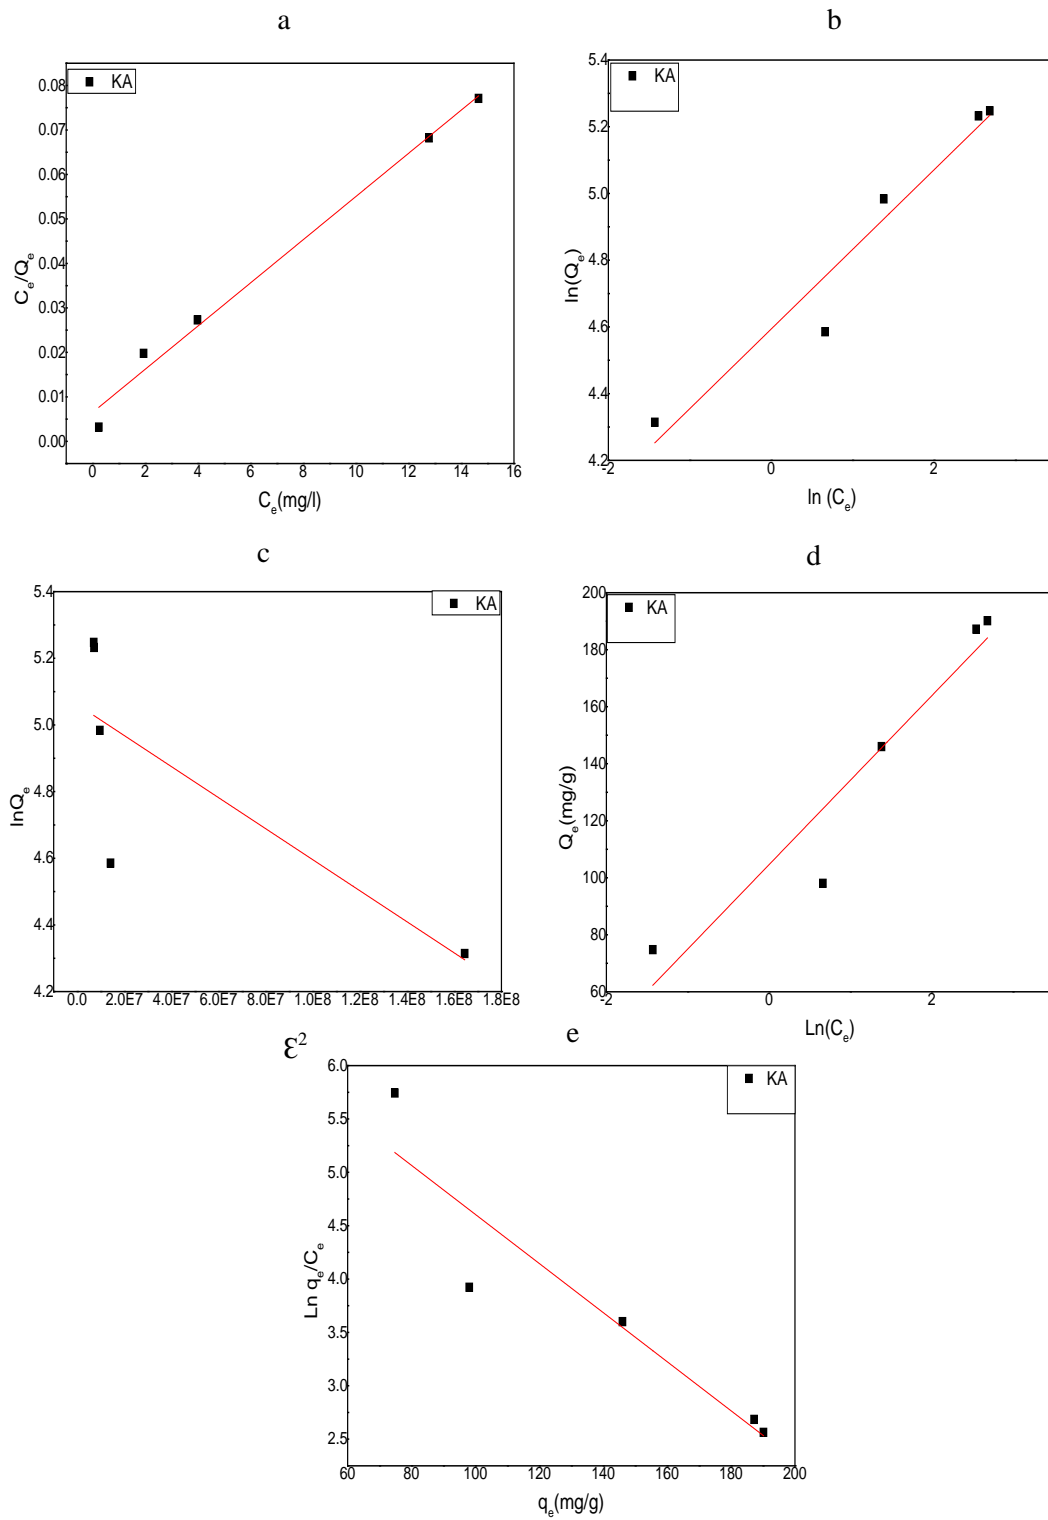 a
KA
0.08
0.07
0.06
0.05
0.04
0.03
0.02
0.01
0.00
C_e/Q_e
0 2 4 6 8 10 12 14 16
C_e(mg/l)
b
KA
5.4
5.2
5.0
4.8
4.6
4.4
4.2
ln(Q_e)
-2 0 2
ln (C_e)
c
KA
5.4
5.2
5.0
4.8
4.6
4.4
4.2
lnQ_e
0.0 2.0E7 4.0E7 6.0E7 8.0E7 1.0E8 1.2E8 1.4E8 1.6E8 1.8E8
ε²
d
KA
200
180
160
140
120
100
80
60
Q_e(mg/g)
-2 0 2
Ln(C_e)
e
KA
6.0
5.5
5.0
4.5
4.0
3.5
3.0
2.5
Ln q_e/C_e
60 80 100 120 140 160 180 200
q_e(mg/g)